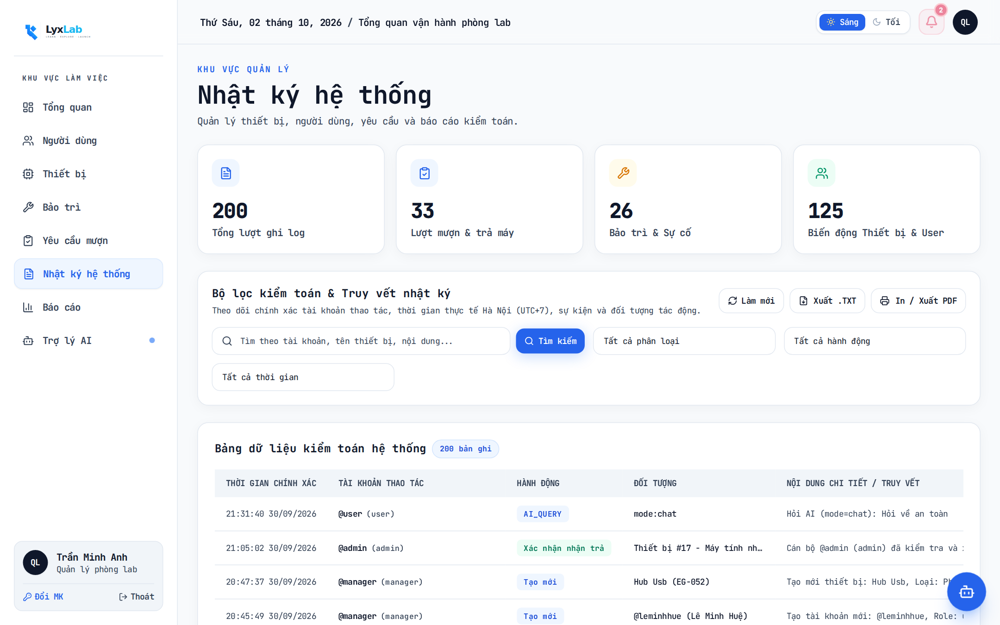 LyxLab
LEARN · EXPLORE · LAUNCH
KHU VỰC LÀM VIỆC
Tổng quan
Người dùng
Thiết bị
Bảo trì
Yêu cầu mượn
Nhật ký hệ thống
Báo cáo
Trợ lý AI
QL
Trần Minh Anh
Quản lý phòng lab
Đổi MK
Thoát
Thứ Sáu, 02 tháng 10, 2026 / Tổng quan vận hành phòng lab
Sáng
Tối
2
QL
KHU VỰC QUẢN LÝ
Nhật ký hệ thống
Quản lý thiết bị, người dùng, yêu cầu và báo cáo kiểm toán.
200
Tổng lượt ghi log
33
Lượt mượn & trả máy
26
Bảo trì & Sự cố
125
Biến động Thiết bị & User
Bộ lọc kiểm toán & Truy vết nhật ký
Theo dõi chính xác tài khoản thao tác, thời gian thực tế Hà Nội (UTC+7), sự kiện và đối tượng tác động.
Làm mới
Xuất .TXT
In / Xuất PDF
Tìm theo tài khoản, tên thiết bị, nội dung...
Tìm kiếm
Tất cả phân loại
Tất cả hành động
Tất cả thời gian
Bảng dữ liệu kiểm toán hệ thống
200 bản ghi
THỜI GIAN CHÍNH XÁC TÀI KHOẢN THAO TÁC HÀNH ĐỘNG ĐỐI TƯỢNG NỘI DUNG CHI TIẾT / TRUY VẾT
21:31:40 30/09/2026 @user (user) AI_QUERY mode:chat Hỏi AI (mode=chat): Hỏi về an toàn
21:05:02 30/09/2026 @admin (admin) Xác nhận nhận trả Thiết bị #17 - Máy tính nh… Cán bộ @admin (admin) đã kiểm tra và
20:47:37 30/09/2026 @manager (manager) Tạo mới Hub Usb (EG-052) Tạo mới thiết bị: Hub Usb, Loại:
20:45:49 30/09/2026 @manager (manager) Tạo mới @leminhhue (Lê Minh Huệ) Tạo tài khoản mới: @leminhhue, Role: